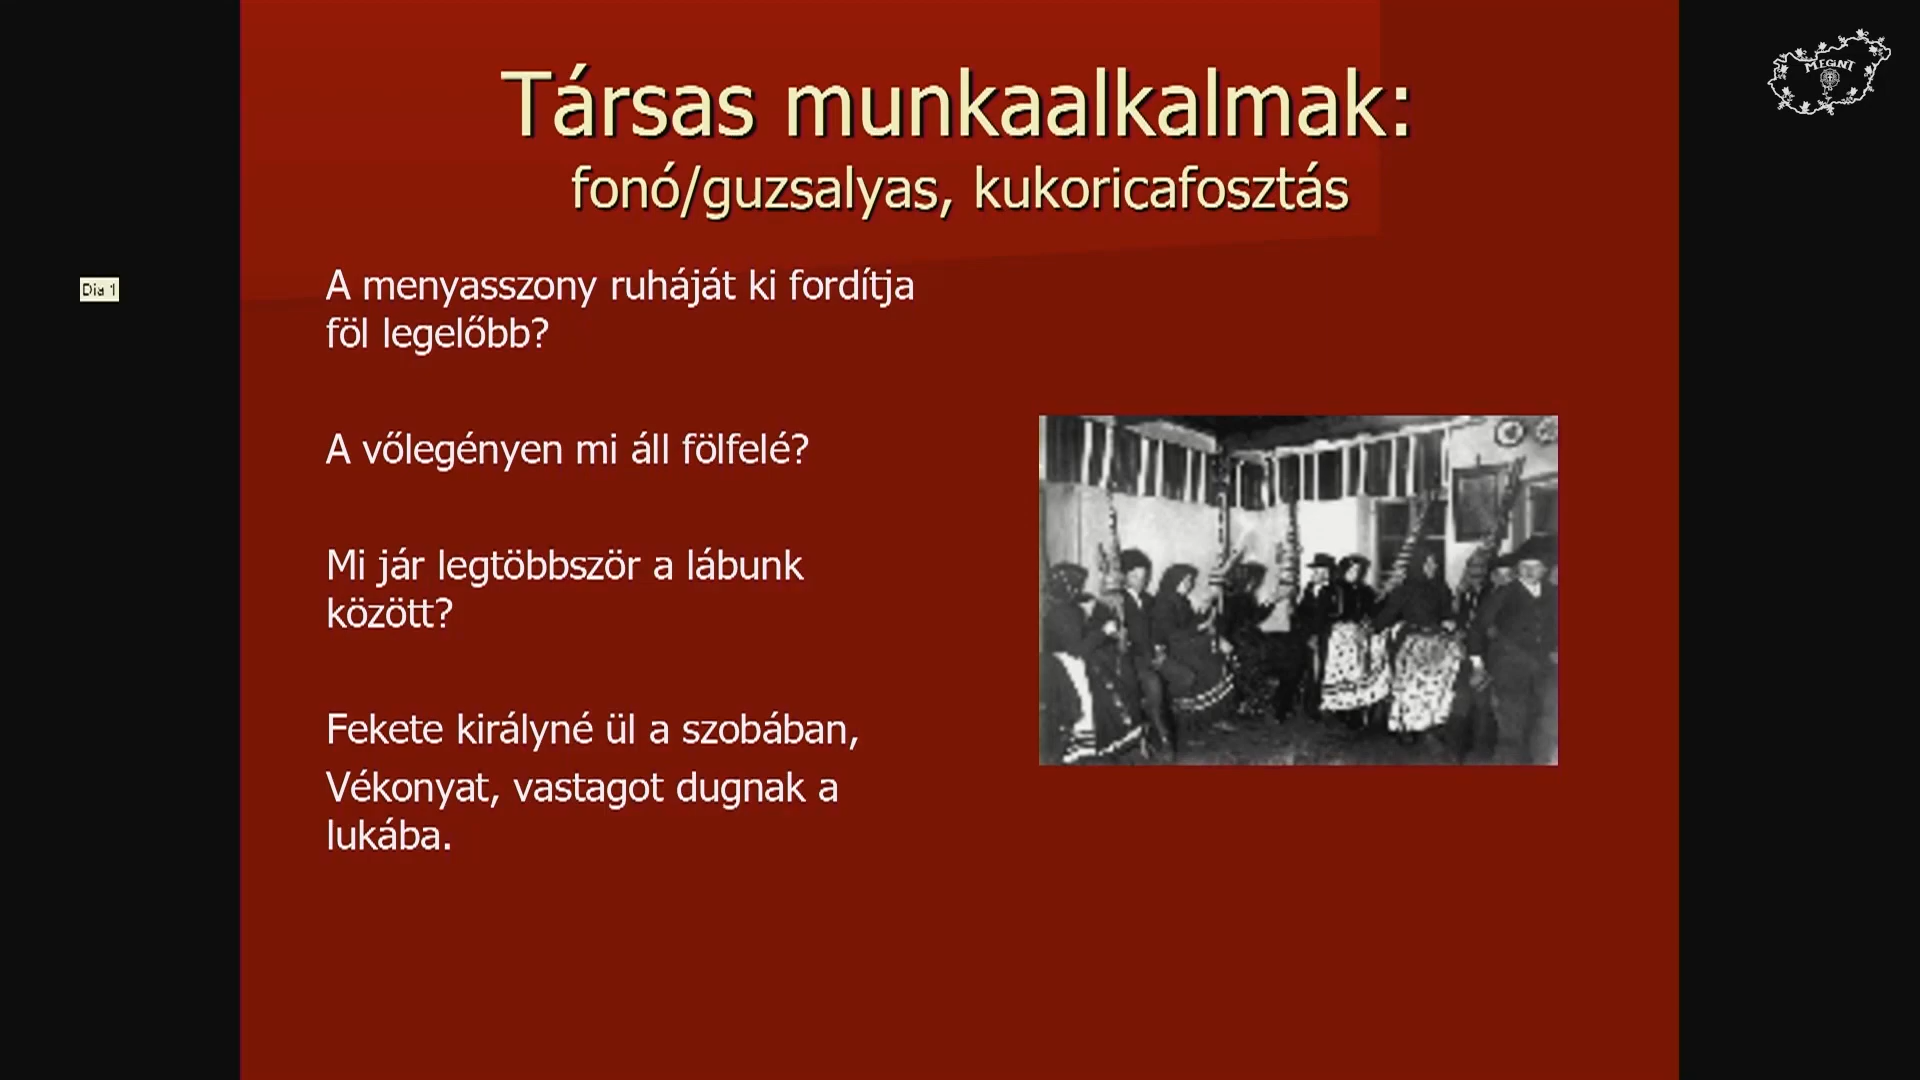 Társas munkaalkalmak:
fonó/guzsalyas, kukoricafosztás
MEGINT
Dia 1
A menyasszony ruháját ki fordítja
föl legelőbb?
A vőlegényen mi áll fölfelé?
Mi jár legtöbbször a lábunk
között?
Fekete királyné ül a szobában,
Vékonyat, vastagot dugnak a
lukába.